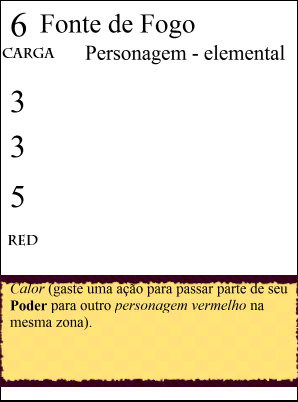 6 Fonte de Fogo
CARGA Personagem - elemental
3
3
5
RED
Calor (gaste uma ação para passar parte de seu
Poder para outro personagem vermelho na
mesma zona).